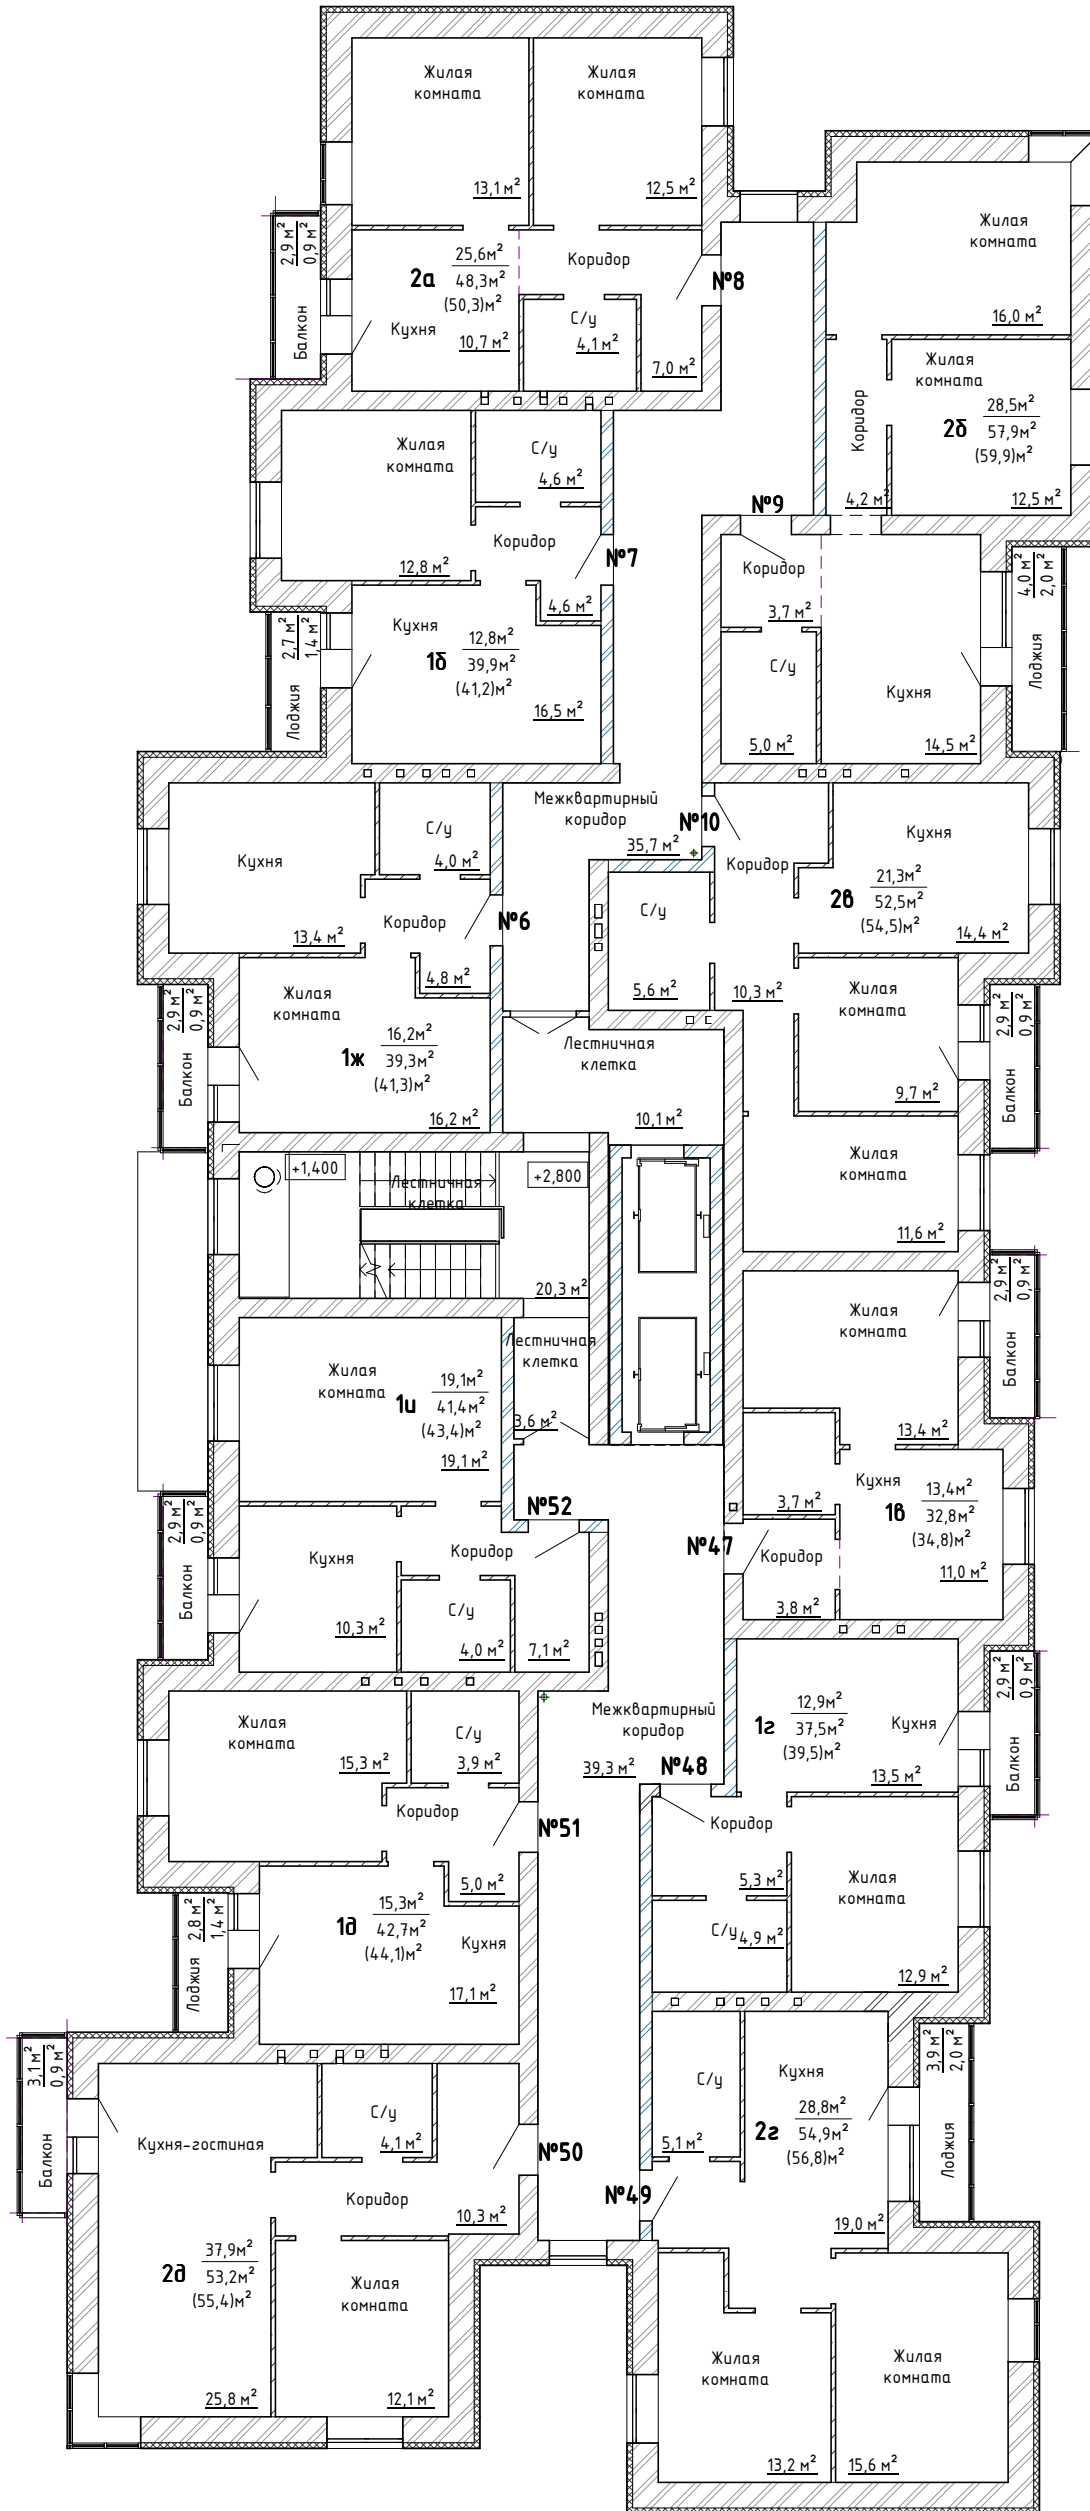 Жилая
комната
13,1 м²
Жилая
комната
12,5 м²
2,9 м²
0,9 м²
Балкон
2а
25,6м²
48,3м²
(50,3)м²
Кухня
10,7 м²
Коридор
С/у
4,1 м²
7,0 м²
№8
Жилая
комната
16,0 м²
Жилая
комната
2б
28,5м²
57,9м²
(59,9)м²
12,5 м²
Коридор
4,2 м²
Жилая
комната
12,8 м²
С/у
4,6 м²
Коридор
4,6 м²
№7
№9
Коридор
3,7 м²
С/у
5,0 м²
Кухня
14,5 м²
4,0 м²
2,0 м²
Лоджия
2,7 м²
1,4 м²
Лоджия
Кухня
1б
12,8м²
39,9м²
(41,2)м²
16,5 м²
Межквартирный
коридор
35,7 м²
№10
Кухня
13,4 м²
С/у
4,0 м²
Коридор
4,8 м²
№6
С/у
5,6 м²
Коридор
10,3 м²
Кухня
2в
21,3м²
52,5м²
(54,5)м²
14,4 м²
2,9 м²
0,9 м²
Балкон
Жилая
комната
1ж
16,2м²
39,3м²
(41,3)м²
16,2 м²
Лестничная
клетка
10,1 м²
Жилая
комната
9,7 м²
2,9 м²
0,9 м²
Балкон
Жилая
комната
11,6 м²
+1,400
Лестничная
клетка
+2,800
20,3 м²
Лестничная
клетка
3,6 м²
Жилая
комната
13,4 м²
2,9 м²
0,9 м²
Балкон
Жилая
комната
1и
19,1м²
41,4м²
(43,4)м²
19,1 м²
Кухня
1в
13,4м²
32,8м²
(34,8)м²
11,0 м²
3,7 м²
№52
№47
Коридор
3,8 м²
2,9 м²
0,9 м²
Балкон
Кухня
10,3 м²
Коридор
С/у
4,0 м²
7,1 м²
Межквартирный
коридор
39,3 м²
№48
1г
12,9м²
37,5м²
(39,5)м²
Кухня
13,5 м²
2,9 м²
0,9 м²
Балкон
Жилая
комната
15,3 м²
С/у
3,9 м²
Коридор
5,0 м²
№51
Коридор
5,3 м²
С/у
4,9 м²
Жилая
комната
12,9 м²
2,8 м²
1,4 м²
Лоджия
1д
15,3м²
42,7м²
(44,1)м²
Кухня
17,1 м²
3,1 м²
0,9 м²
Балкон
Кухня-гостиная
С/у
4,1 м²
Коридор
10,3 м²
№50
№49
С/у
5,1 м²
Кухня
2г
28,8м²
54,9м²
(56,8)м²
19,0 м²
3,9 м²
2,0 м²
Лоджия
2д
37,9м²
53,2м²
(55,4)м²
25,8 м²
Жилая
комната
12,1 м²
Жилая
комната
13,2 м²
Жилая
комната
15,6 м²